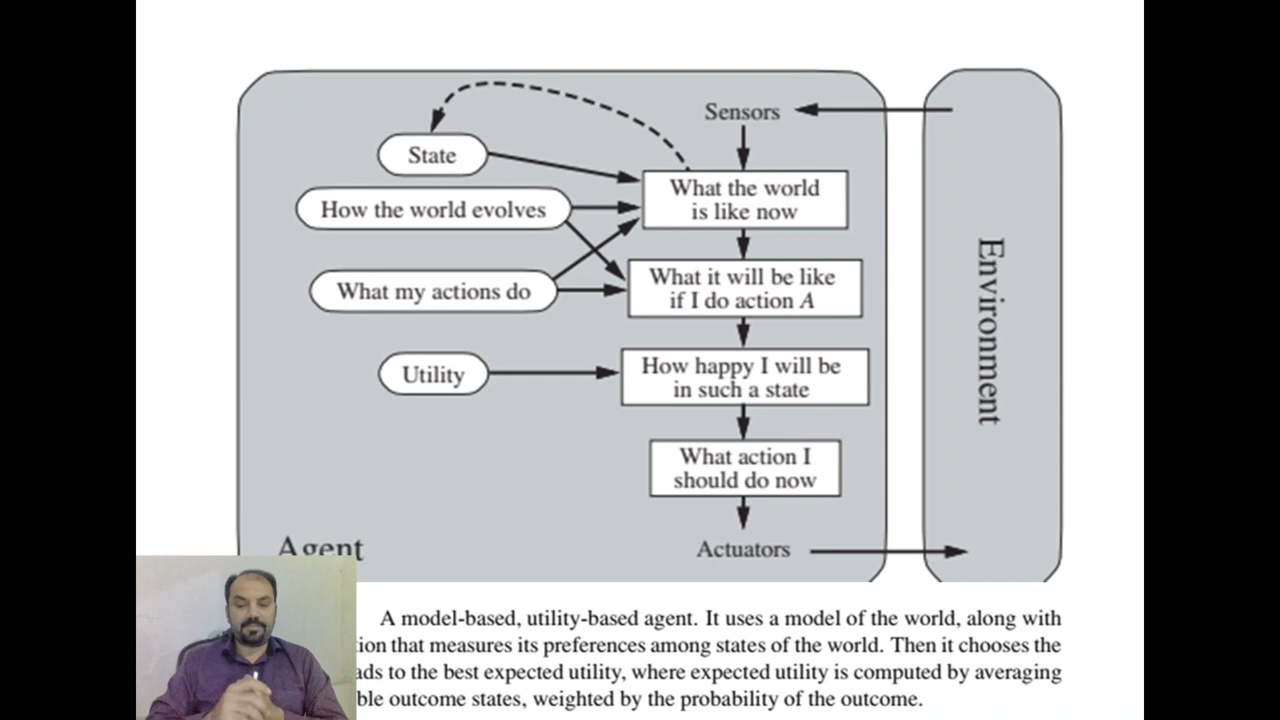 Sensors
State
What the world
is like now
How the world evolves
What it will be like
if I do action A
What my actions do
How happy I will be
in such a state
Utility
What action I
should do now
Environment
Agent
Actuators
A model-based, utility-based agent. It uses a model of the world, along with
that measures its preferences among states of the world. Then it chooses the
to the best expected utility, where expected utility is computed by averaging
outcome states, weighted by the probability of the outcome.